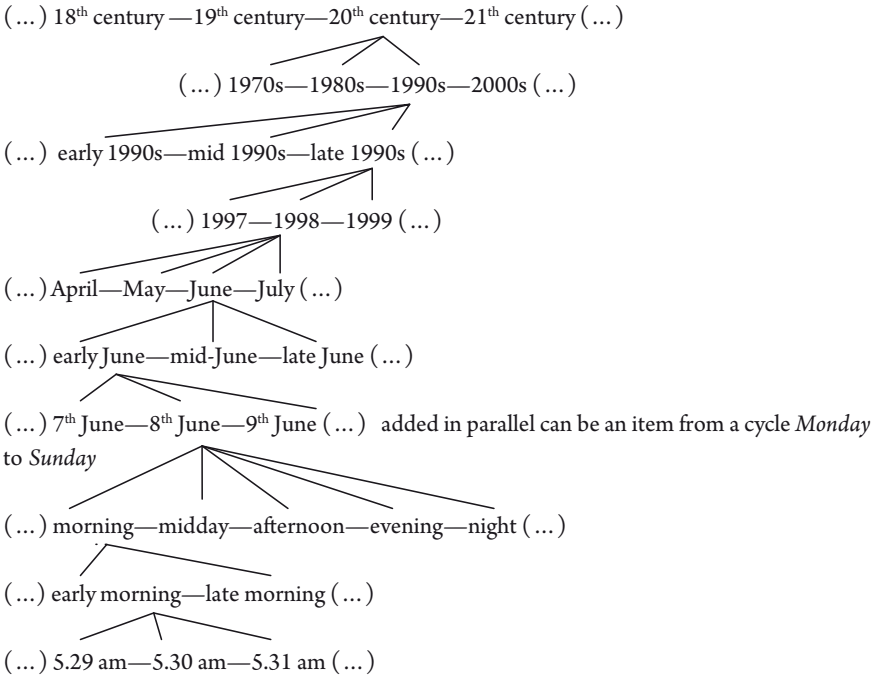 (...) 18th century—19th century—20th century—21th century (...)
(...) 1970s—1980s—1990s—2000s (...)
(...) early 1990s—mid 1990s—late 1990s (...)
(...) 1997—1998—1999 (...)
(...) April—May—June—July (...)
(...) early June—mid-June—late June (...)
(...) 7th June—8th June—9th June (...) added in parallel can be an item from a cycle Monday
to Sunday
(...) morning—midday—afternoon—evening—night (...)
(...) early morning—late morning (...)
(...) 5.29 am—5.30 am—5.31 am (...)